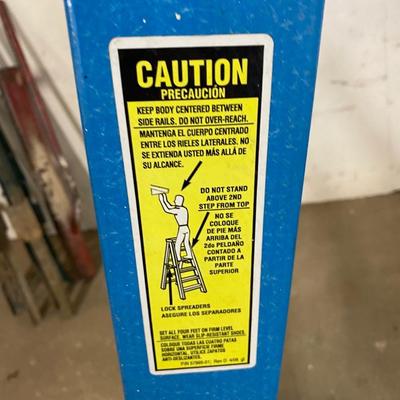 CAUTION
PRECAUCIÓN
KEEP BODY CENTERED BETWEEN
SIDE RAILS. DO NOT OVER-REACH.
MANTENGA EL CUERPO CENTRADO
ENTRE LOS RIELES LATERALES. NO
SE EXTIENDA USTED MÁS ALLÁ DE
SU ALCANCE.
DO NOT STAND
ABOVE 2ND
STEP FROM TOP
NO SE
COLOQUE
DE PIE MÁS
ARRIBA DEL
2do PELDAÑO
CONTADO A
PARTIR DE LA
PARTE
SUPERIOR
LOCK SPREADERS
ASEGURE LOS SEPARADORES
SET ALL FOUR FEET ON FIRM LEVEL
SURFACE. WEAR SLIP-RESISTANT SHOES.
COLOQUE TODAS LAS CUATRO PATAS
SOBRE UNA SUPERFICIE FIRME
HORIZONTAL. UTILICE ZAPATOS
ANTI-DESLIZANTES.